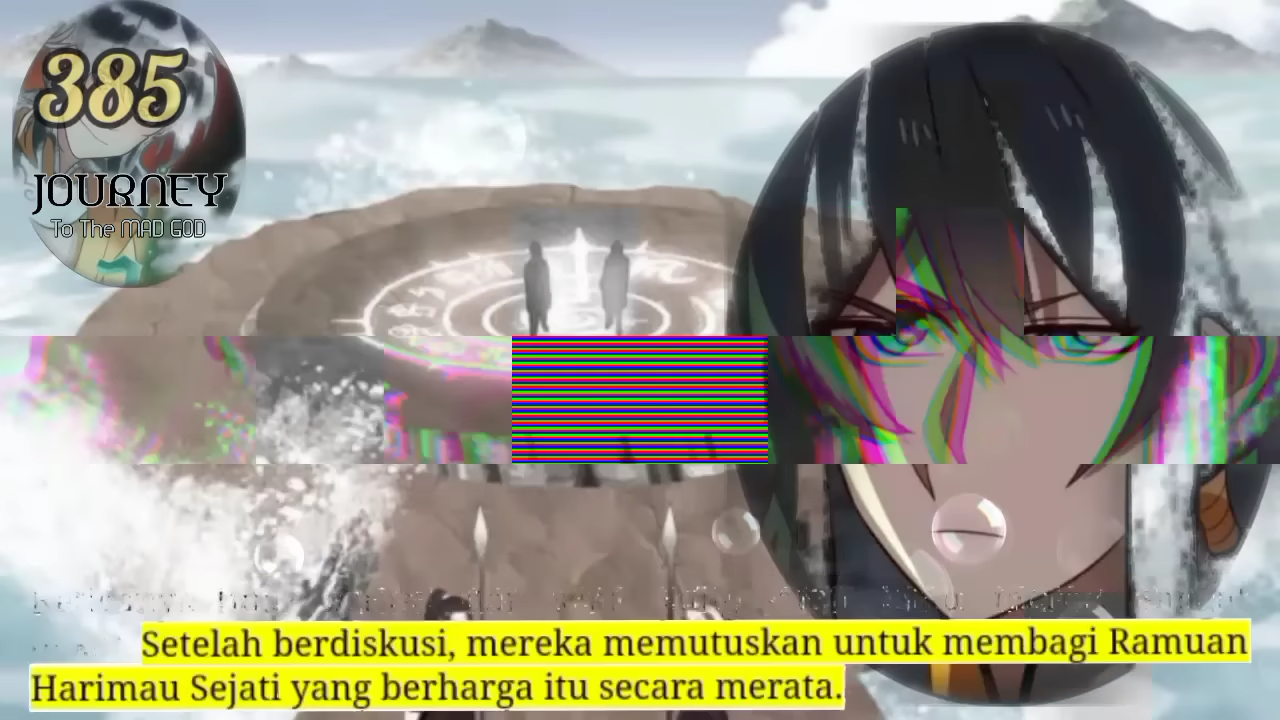 385
JOURNEY
To The MAD GOD
Setelah berdiskusi, mereka memutuskan untuk membagi Ramuan
Harimau Sejati yang berharga itu secara merata.